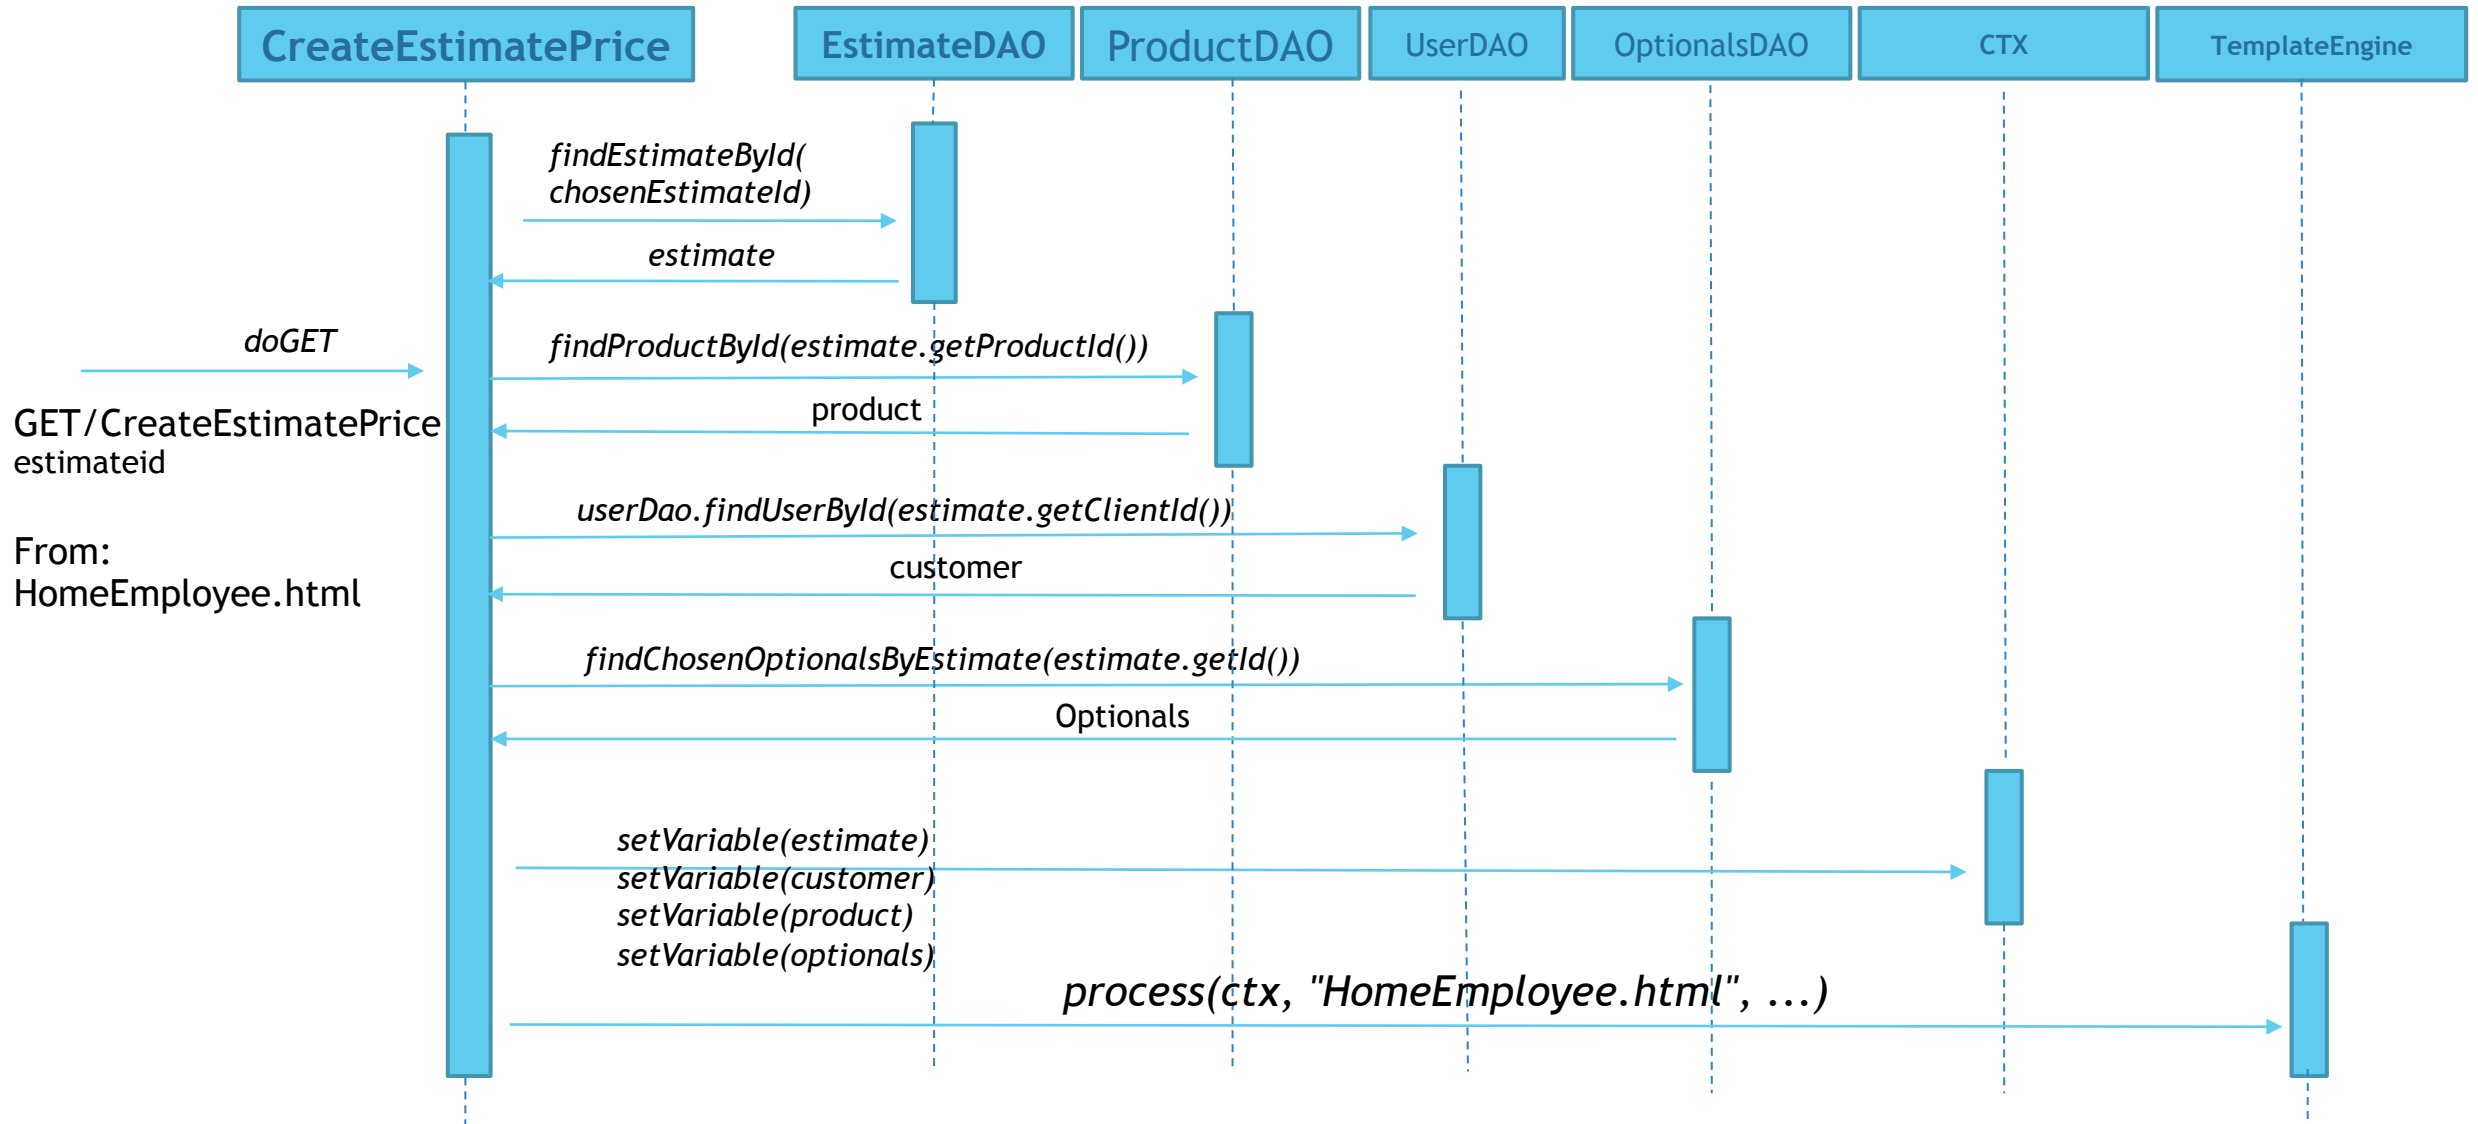 CreateEstimatePrice
EstimateDAO
ProductDAO
UserDAO
OptionalsDAO
CTX
TemplateEngine
findEstimateById(
chosenEstimateId)
estimate
doGET
findProductById(estimate.getProductId())
product
GET/CreateEstimatePrice
estimateid
userDao.findUserById(estimate.getClientId())
From:
HomeEmployee.html
customer
findChosenOptionalsByEstimate(estimate.getId())
Optionals
setVariable(estimate)
setVariable(customer)
setVariable(product)
setVariable(optionals)
process(ctx, "HomeEmployee.html", ...)